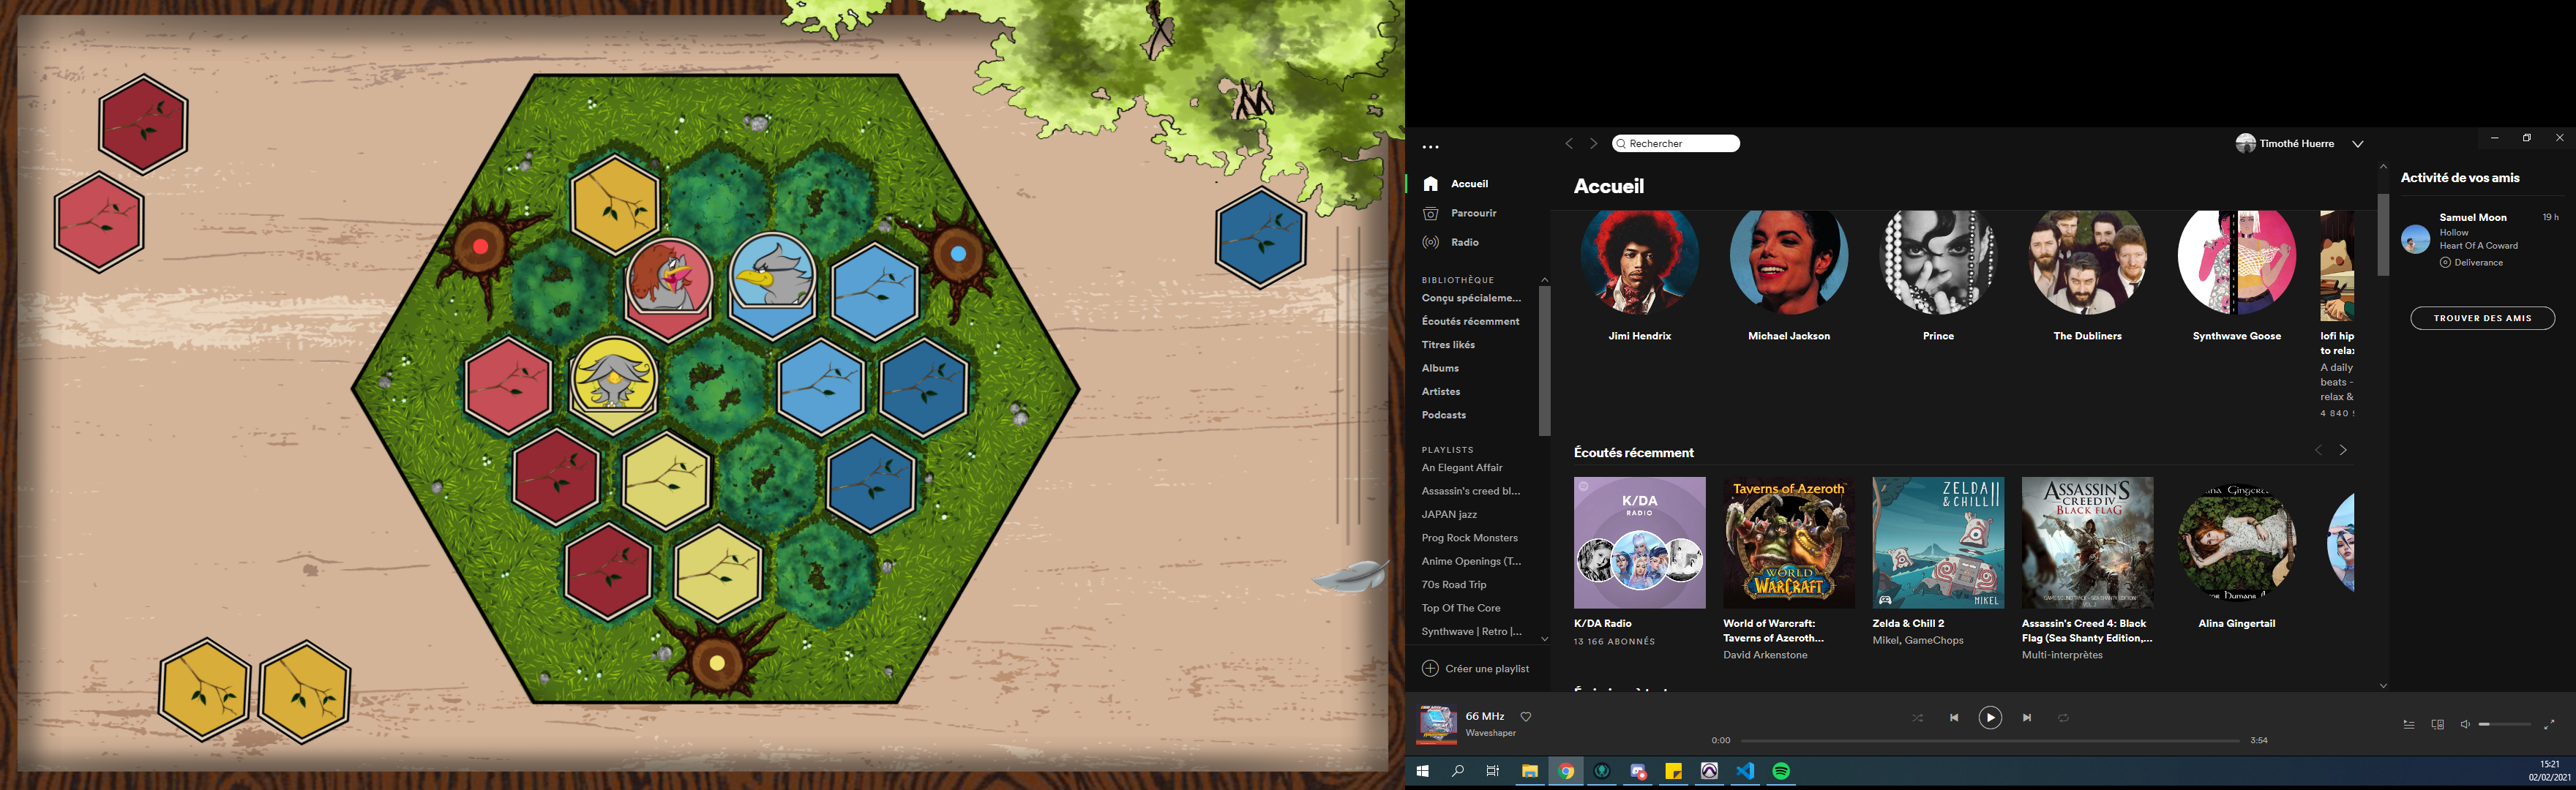 Rechercher
Timothé Huerre
Accueil
Parcourir
Radio
BIBLIOTHÈQUE
Conçu spécialeme...
Écoutés récemment
Titres likés
Albums
Artistes
Podcasts
PLAYLISTS
An Elegant Affair
Assassin's creed bl...
JAPAN jazz
Prog Rock Monsters
Anime Openings (T...
70s Road Trip
Top Of The Core
Synthwave | Retro |...
Créer une playlist
Accueil
Jimi Hendrix
Michael Jackson
Prince
The Dubliners
Synthwave Goose
lofi hip
to relax
A daily
beats -
relax &
4 840
Écoutés récemment
K/DA
RADIO
K/DA Radio
13 166 ABONNÉS
Taverns of Azeroth
WORLD
WARCRAFT
World of Warcraft:
Taverns of Azeroth...
David Arkenstone
ZELDA
& CHILL II
MIKEL
Zelda & Chill 2
Mikel, GameChops
ASSASSIN'S
CREED IV
BLACK FLAG
Assassin's Creed 4: Black
Flag (Sea Shanty Edition,...
Multi-interprètes
Alina Gingertail
Activité de vos amis
Samuel Moon
19 h
Hollow
Heart Of A Coward
Deliverance
TROUVER DES AMIS
66 MHz
Waveshaper
0:00
3:54
15:21
02/02/2021